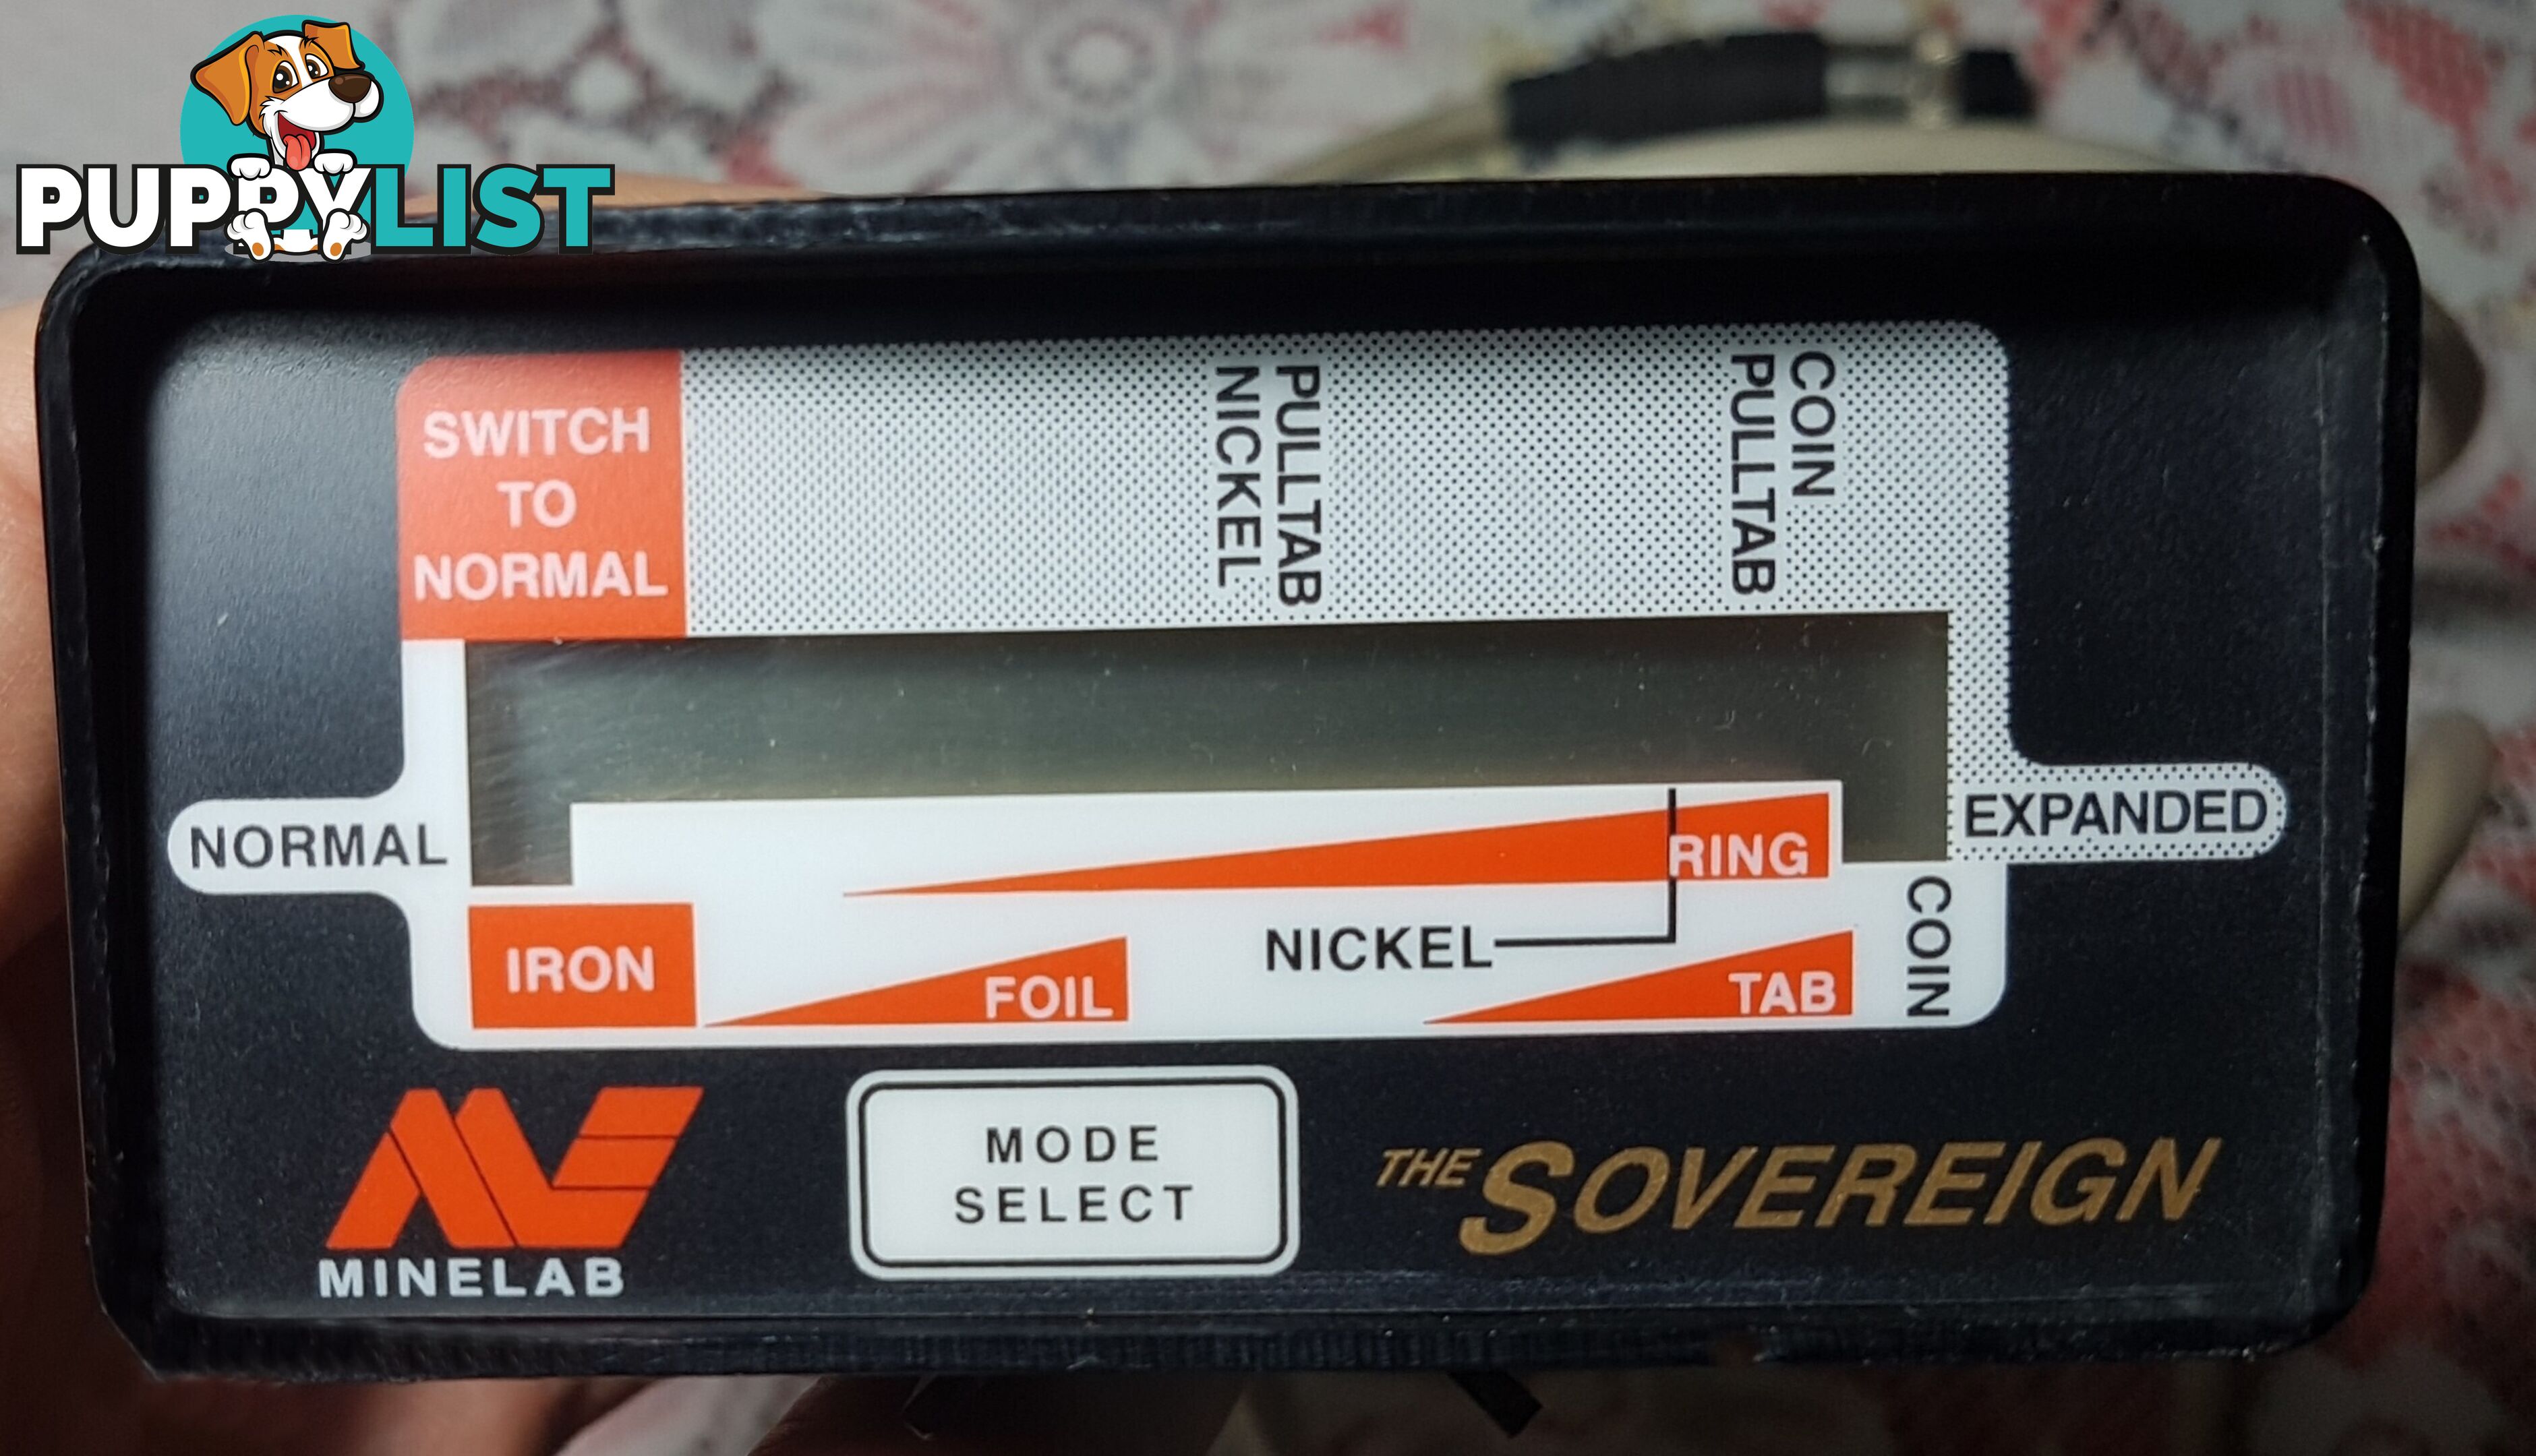 PUPPYLIST
SWITCH
TO
NORMAL
PULLTAB
NICKEL
COIN
PULLTAB
NORMAL
EXPANDED
RING
IRON
FOIL
NICKEL
TAB
COIN
MINELAB
MODE
SELECT
THE SOVEREIGN